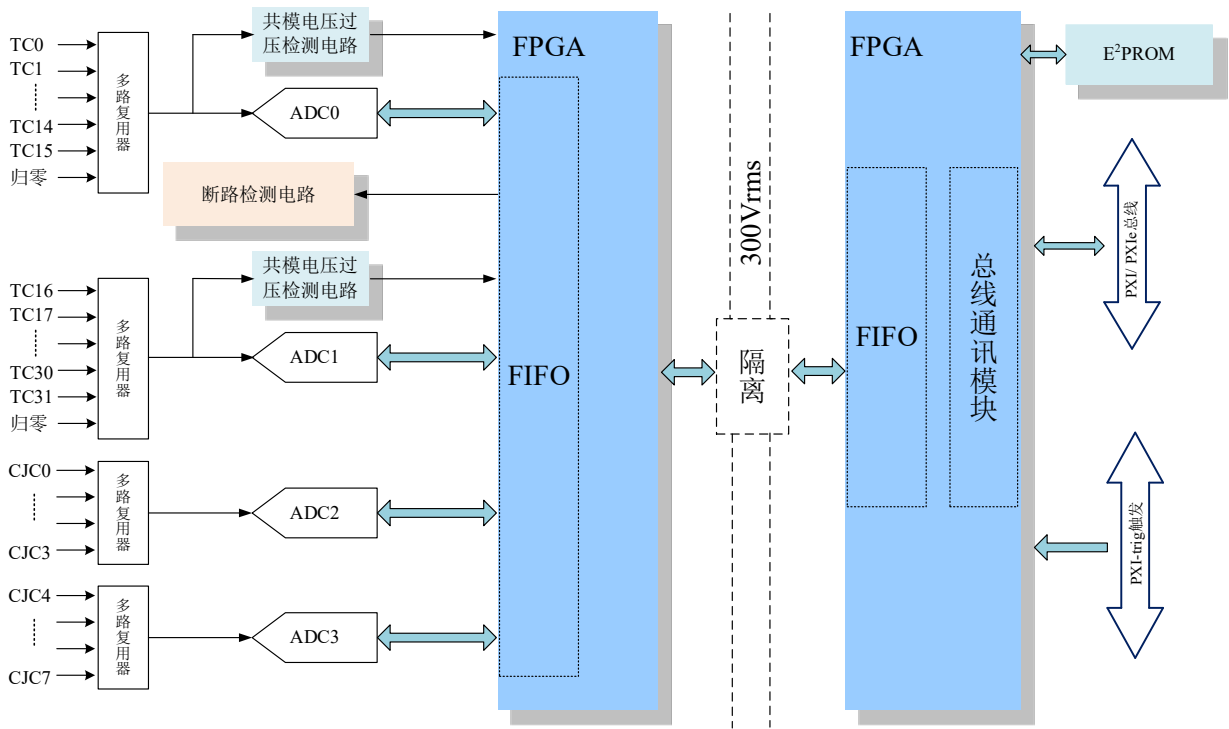 TC0
TC1
TC14
TC15
归零
多路复用器
共模电压过
压检测电路
ADC0
断路检测电路
TC16
TC17
TC30
TC31
归零
多路复用器
共模电压过
压检测电路
ADC1
CJC0
CJC3
多路复用器
ADC2
CJC4
CJC7
多路复用器
ADC3
FPGA
FIFO
300Vrms
隔离
FPGA
FIFO
总线通讯模块
E²PROM
PXI/ PXIe总线
PXI-trig触发